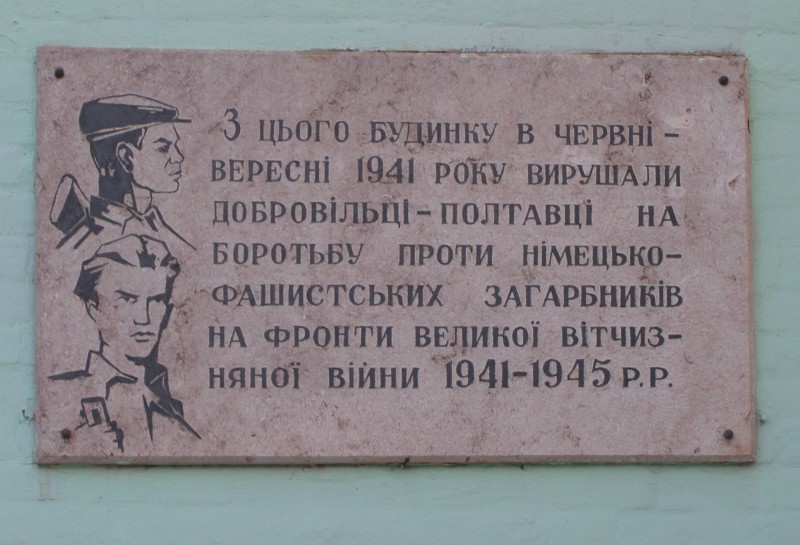 З ЦЬОГО БУДИНКУ В ЧЕРВНІ-
ВЕРЕСНІ 1941 РОКУ ВИРУШАЛИ
ДОБРОВІЛЬЦІ-ПОЛТАВЦІ НА
БОРОТЬБУ ПРОТИ НІМЕЦЬКО-
ФАШИСТСЬКИХ ЗАГАРБНИКІВ
НА ФРОНТИ ВЕЛИКОЇ ВІТЧИЗ-
НЯНОЇ ВІЙНИ 1941-1945 Р.Р.